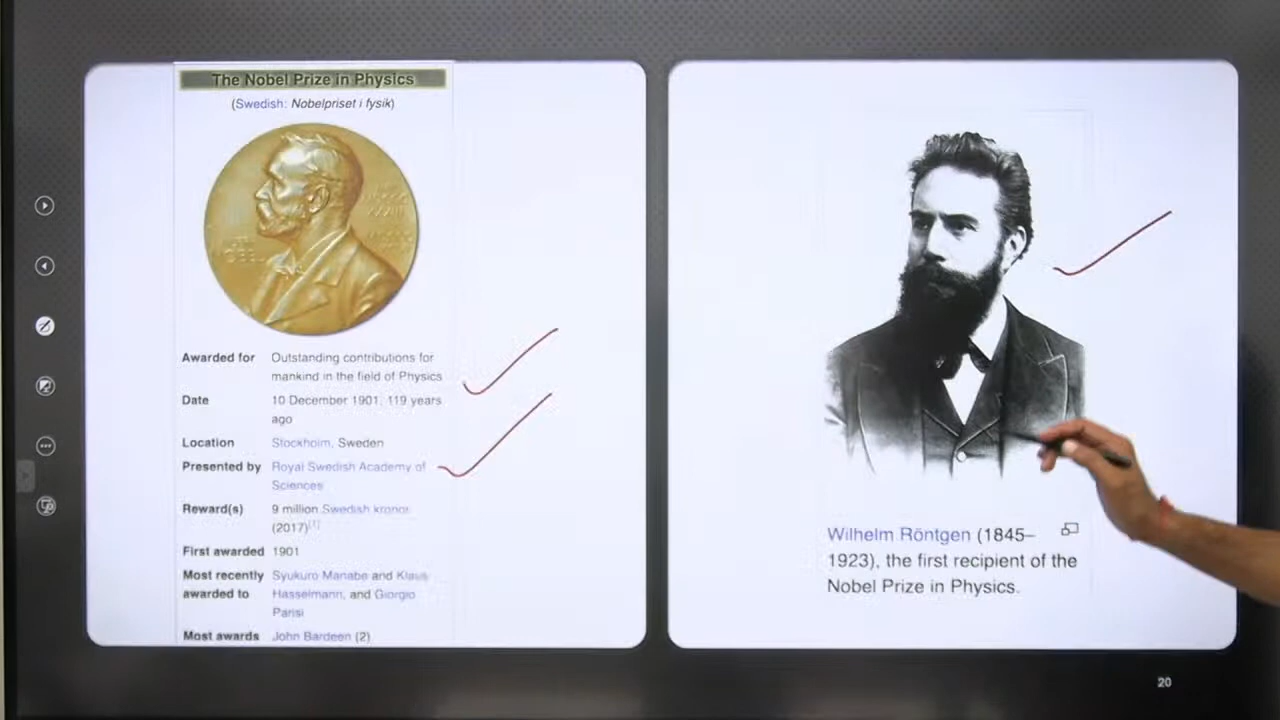 The Nobel Prize in Physics
(Swedish: Nobelpriset i fysik)
Awarded for Outstanding contributions for
mankind in the field of Physics
Date 10 December 1901, 119 years
ago
Location Stockholm, Sweden
Presented by Royal Swedish Academy of
Sciences
Reward(s) 9 million Swedish kronor
(2017)[1]
First awarded 1901
Most recently Syukuro Manabe and Klaus
awarded to Hasselmann, and Giorgio
Parisi
Most awards John Bardeen (2)
Wilhelm Röntgen (1845–
1923), the first recipient of the
Nobel Prize in Physics.
20